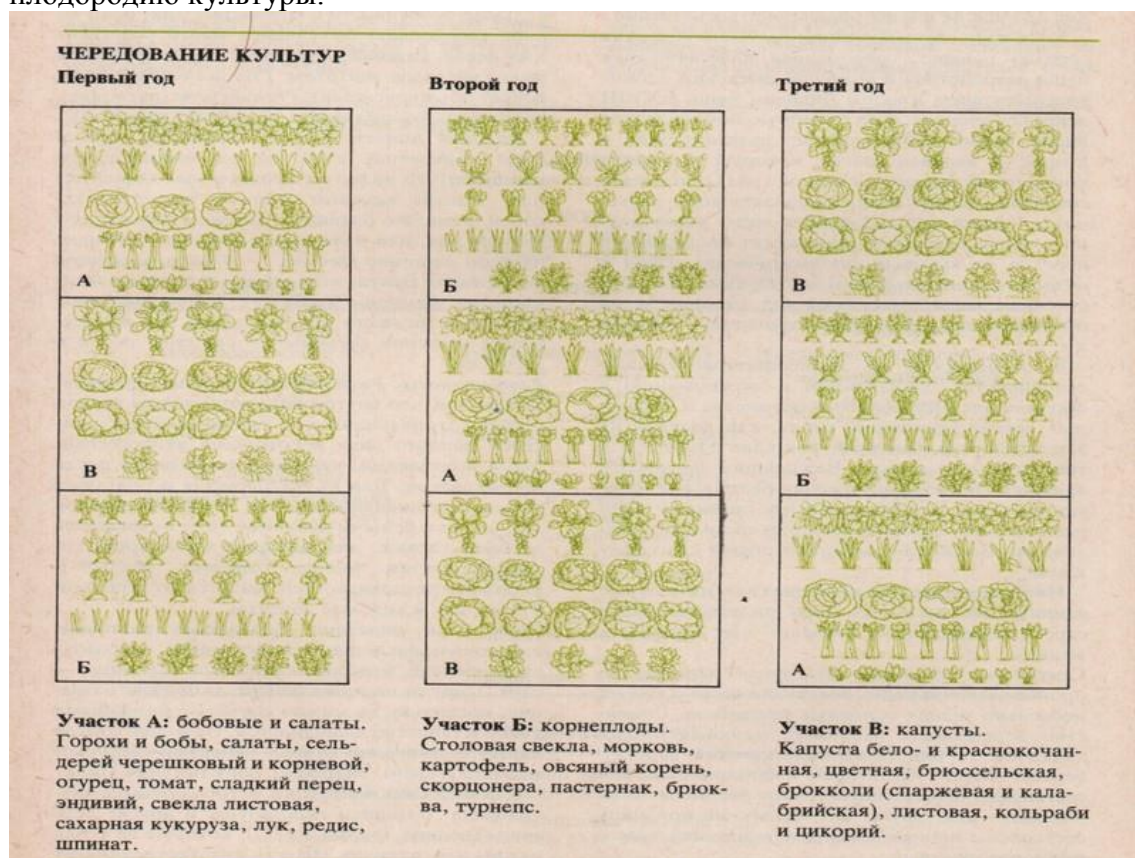 плодородию культуры.
ЧЕРЕДОВАНИЕ КУЛЬТУР
Первый год
Второй год
Третий год
А
В
Б
Б
А
В
В
Б
А
Участок А: бобовые и салаты.
Горохи и бобы, салаты, сель-
дерей черешковый и корневой,
огурец, томат, сладкий перец,
эндивий, свекла листовая,
сахарная кукуруза, лук, редис,
шпинат.
Участок Б: корнеплоды.
Столовая свекла, морковь,
картофель, овсяный корень,
скорцонера, пастернак, брюк-
ва, турнепс.
Участок В: капусты.
Капуста бело- и краснокочан-
ная, цветная, брюссельская,
брокколи (спаржевая и кала-
брийская), листовая, кольраби
и цикорий.